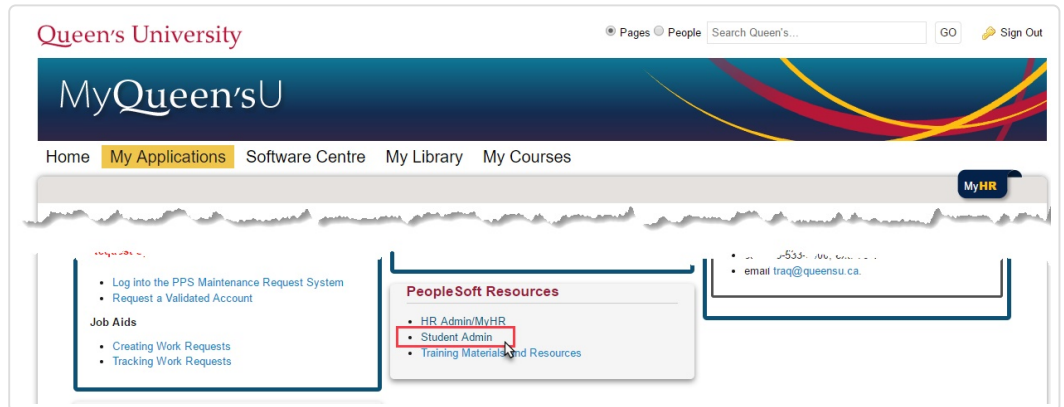 Queen's University
Pages People Search Queen's... GO Sign Out
MyQueen'sU
Home My Applications Software Centre My Library My Courses
MyHR
Log into the PPS Maintenance Request System
Request a Validated Account
Job Aids
Creating Work Requests
Tracking Work Requests
PeopleSoft Resources
HR Admin/MyHR
Student Admin
Training Materials and Resources
email traq@queensu.ca.